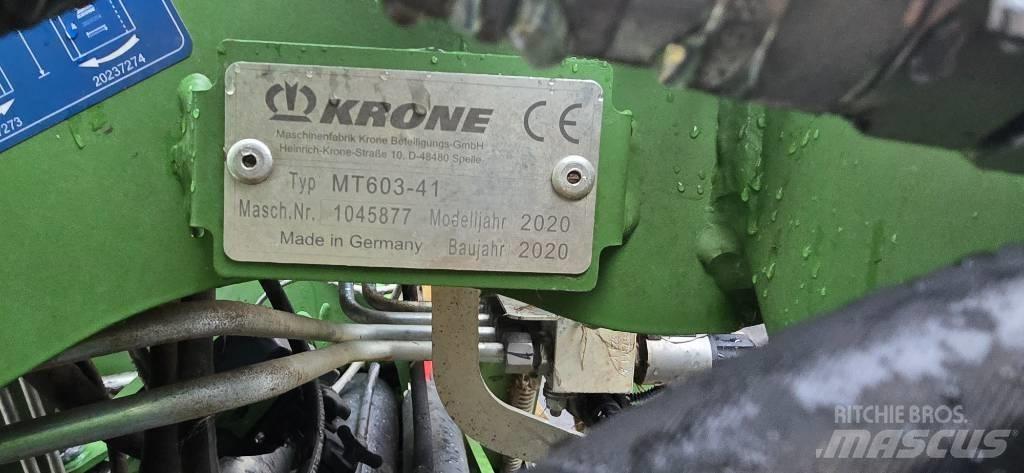 20237274
7273
KRONE CE
Maschinenfabrik Krone Beteiligungs-GmbH
Heinrich-Krone-Straße 10, D-48480 Spelle
Typ MT603-41
Masch.Nr. 1045877 Modelljahr 2020
Made in Germany Baujahr 2020
RITCHIE BROS.
MASCUS